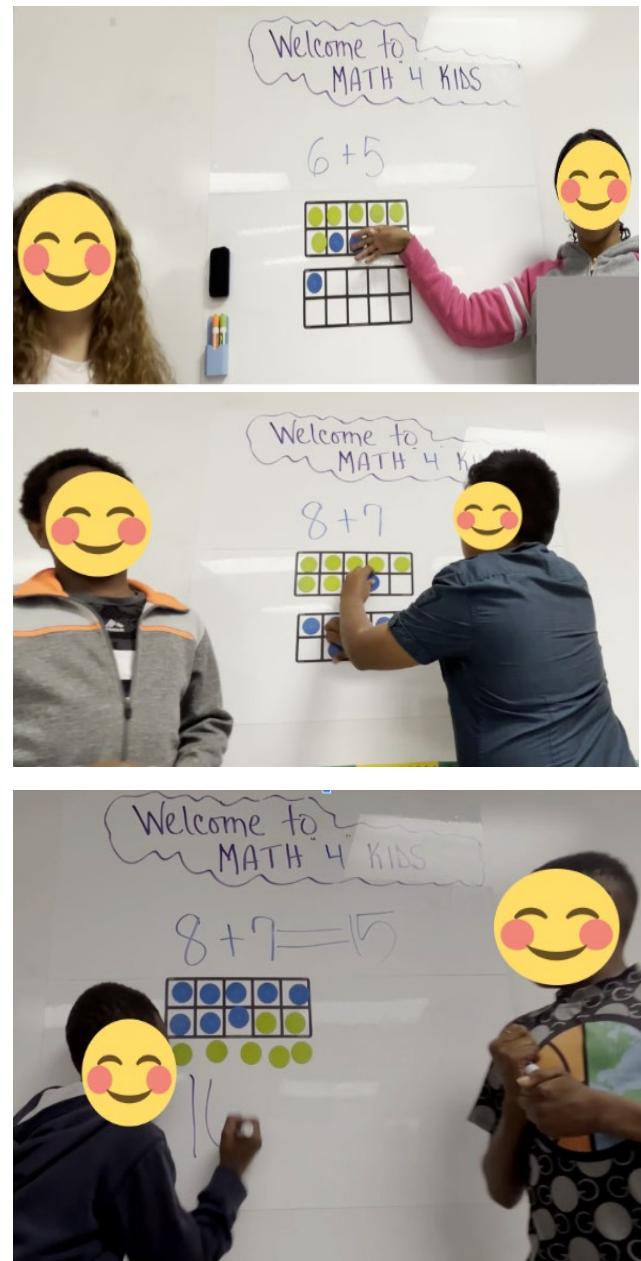 Welcome to
MATH "4" KIDS
6+5
Welcome to
MATH "4"
8+7
Welcome to
MATH "4" KIDS
8+7=15